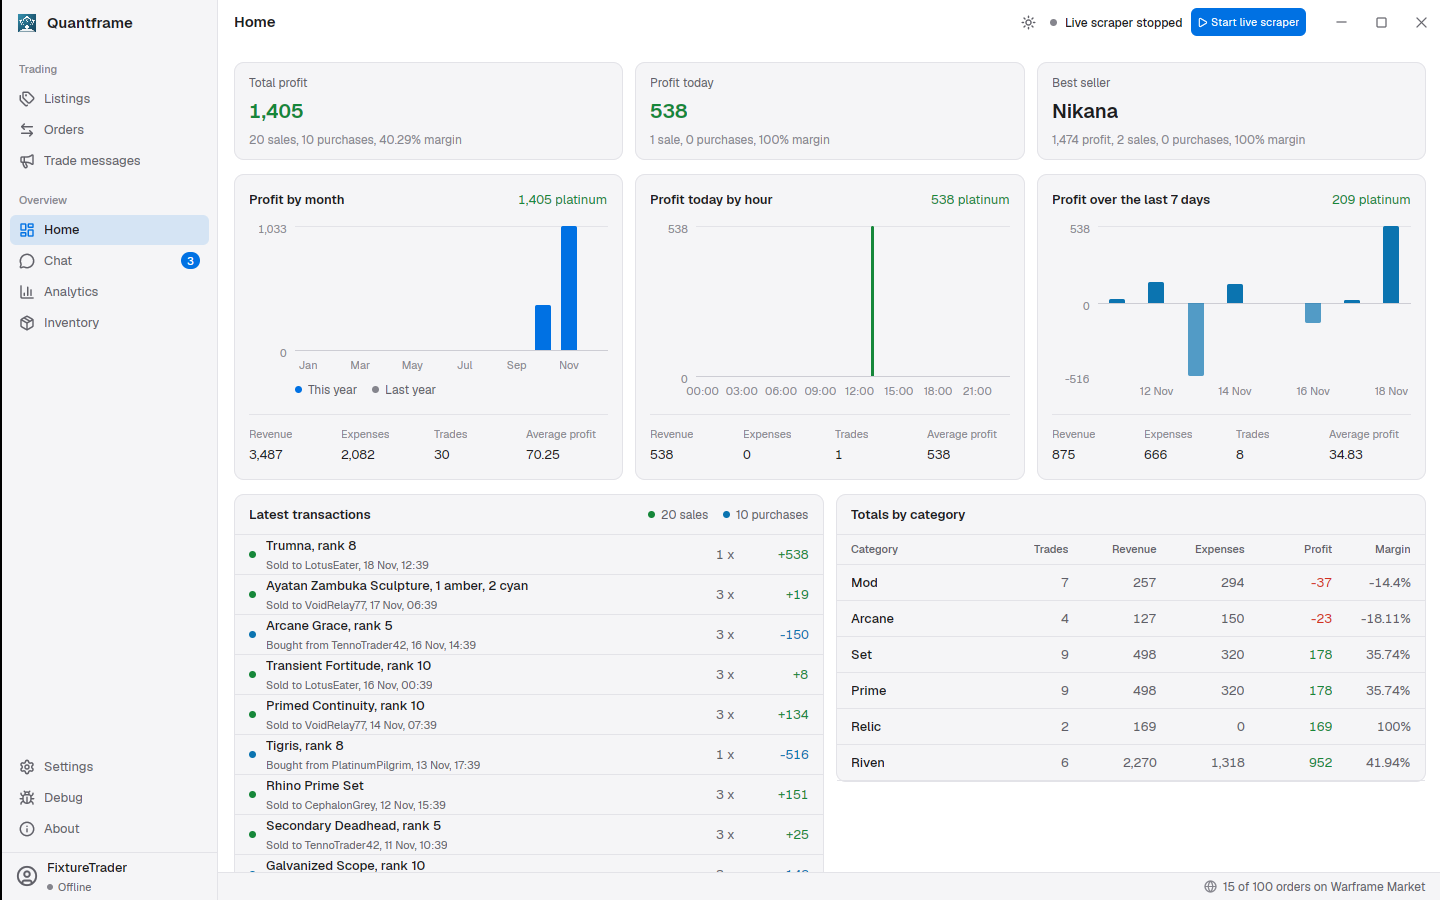 Quantframe
Home
Live scraper stopped
Start live scraper
Trading
Listings
Orders
Trade messages
Overview
Home
Chat
3
Analytics
Inventory
Settings
Debug
About
FixtureTrader
Offline
Total profit
1,405
20 sales, 10 purchases, 40.29% margin
Profit today
538
1 sale, 0 purchases, 100% margin
Best seller
Nikana
1,474 profit, 2 sales, 0 purchases, 100% margin
Profit by month
1,405 platinum
1,033
0
Jan Mar May Jul Sep Nov
This year Last year
Revenue Expenses Trades Average profit
3,487 2,082 30 70.25
Profit today by hour
538 platinum
538
0
00:00 03:00 06:00 09:00 12:00 15:00 18:00 21:00
Revenue Expenses Trades Average profit
538 0 1 538
Profit over the last 7 days
209 platinum
538
0
-516
12 Nov 14 Nov 16 Nov 18 Nov
Revenue Expenses Trades Average profit
875 666 8 34.83
Latest transactions
20 sales 10 purchases
Trumna, rank 8
Sold to LotusEater, 18 Nov, 12:39
1 x +538
Ayatan Zambuka Sculpture, 1 amber, 2 cyan
Sold to VoidRelay77, 17 Nov, 06:39
3 x +19
Arcane Grace, rank 5
Bought from TennoTrader42, 16 Nov, 14:39
3 x -150
Transient Fortitude, rank 10
Sold to LotusEater, 16 Nov, 00:39
3 x +8
Primed Continuity, rank 10
Sold to VoidRelay77, 14 Nov, 07:39
3 x +134
Tigris, rank 8
Bought from PlatinumPilgrim, 13 Nov, 17:39
1 x -516
Rhino Prime Set
Sold to CephalonGrey, 12 Nov, 15:39
3 x +151
Secondary Deadhead, rank 5
Sold to TennoTrader42, 11 Nov, 10:39
3 x +25
Galvanized Scope, rank 10
Totals by category
Category Trades Revenue Expenses Profit Margin
Mod 7 257 294 -37 -14.4%
Arcane 4 127 150 -23 -18.11%
Set 9 498 320 178 35.74%
Prime 9 498 320 178 35.74%
Relic 2 169 0 169 100%
Riven 6 2,270 1,318 952 41.94%
15 of 100 orders on Warframe Market